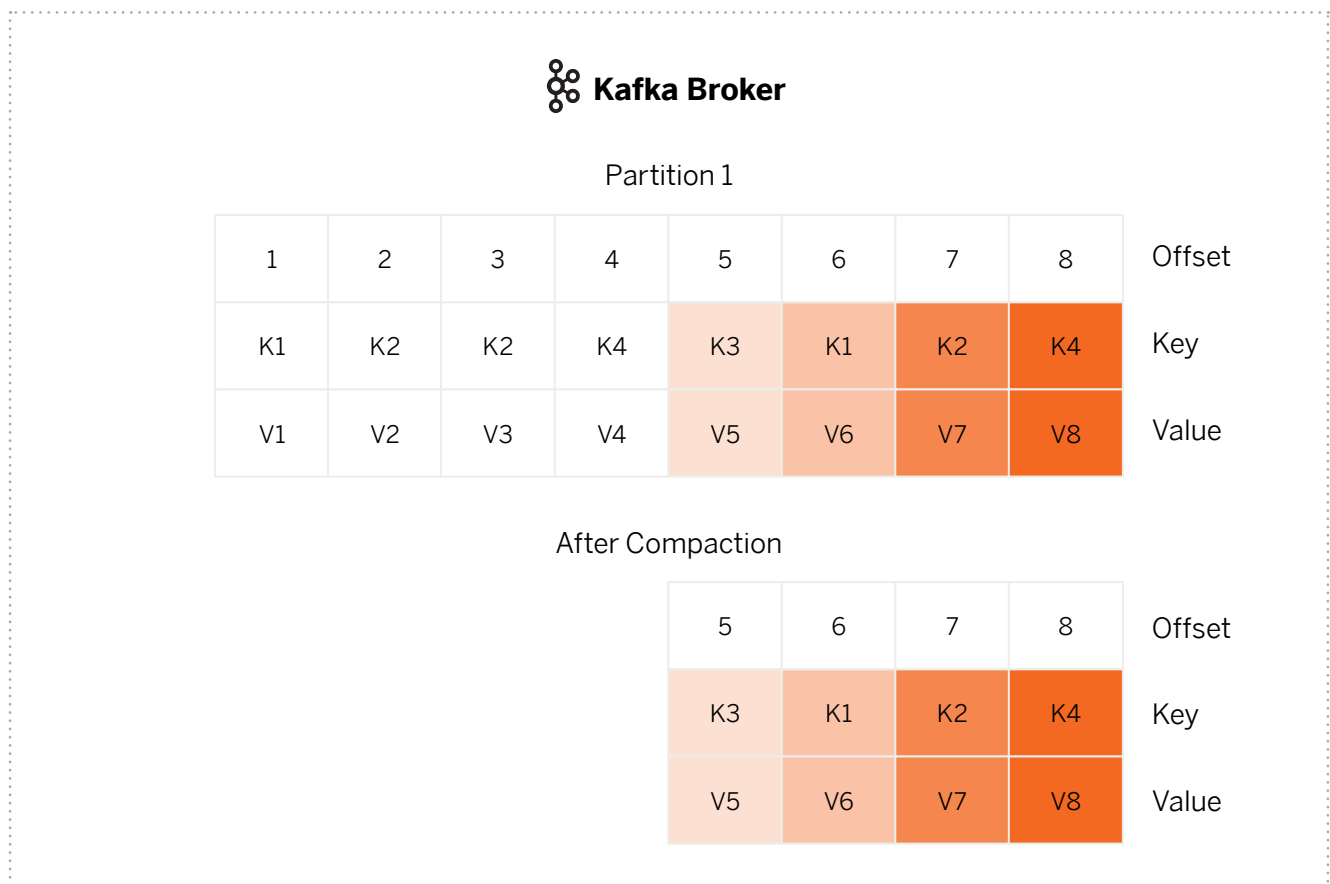 Kafka Broker
Partition 1
1 2 3 4 5 6 7 8 Offset
K1 K2 K2 K4 K3 K1 K2 K4 Key
V1 V2 V3 V4 V5 V6 V7 V8 Value
After Compaction
5 6 7 8 Offset
K3 K1 K2 K4 Key
V5 V6 V7 V8 Value